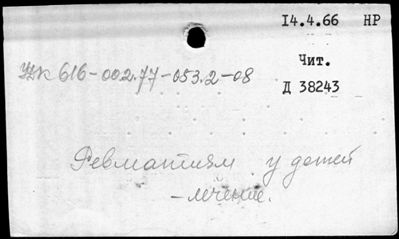 14.4.66 НР
Чит.
УДК 616-002.77-053.2-08
Д 38243
Ревматизм у детей
-лечение.